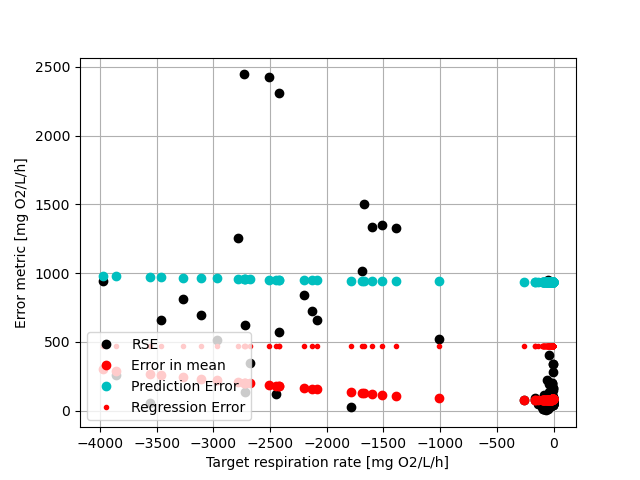 2500
2000
1500
1000
500
0
Error metric [mg O2/L/h]
RSE
Error in mean
Prediction Error
Regression Error
−4000 −3500 −3000 −2500 −2000 −1500 −1000 −500 0
Target respiration rate [mg O2/L/h]